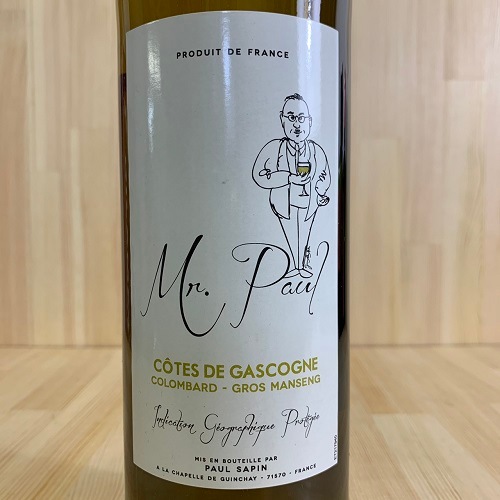 PRODUIT DE FRANCE
Mr. Paul
CÔTES DE GASCOGNE
COLOMBARD - GROS MANSENG
Indication Géographique Protégée
MIS EN BOUTEILLE PAR
PAUL SAPIN
A LA CHAPELLE DE GUINCHAY - 71570 - FRANCE